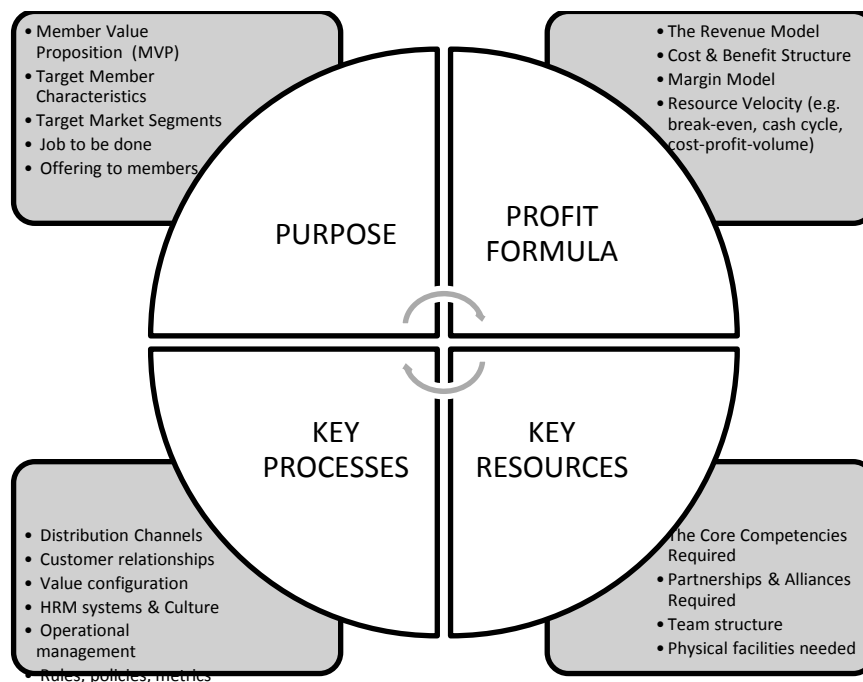 • Member Value
Proposition (MVP)
• Target Member
Characteristics
• Target Market Segments
• Job to be done
• Offering to members
• The Revenue Model
• Cost & Benefit Structure
• Margin Model
• Resource Velocity (e.g.
break-even, cash cycle,
cost-profit-volume)
PURPOSE
PROFIT
FORMULA
KEY
PROCESSES
KEY
RESOURCES
• Distribution Channels
• Customer relationships
• Value configuration
• HRM systems & Culture
• Operational
management
• Rules, policies, metrics
The Core Competencies
Required
• Partnerships & Alliances
Required
• Team structure
• Physical facilities needed